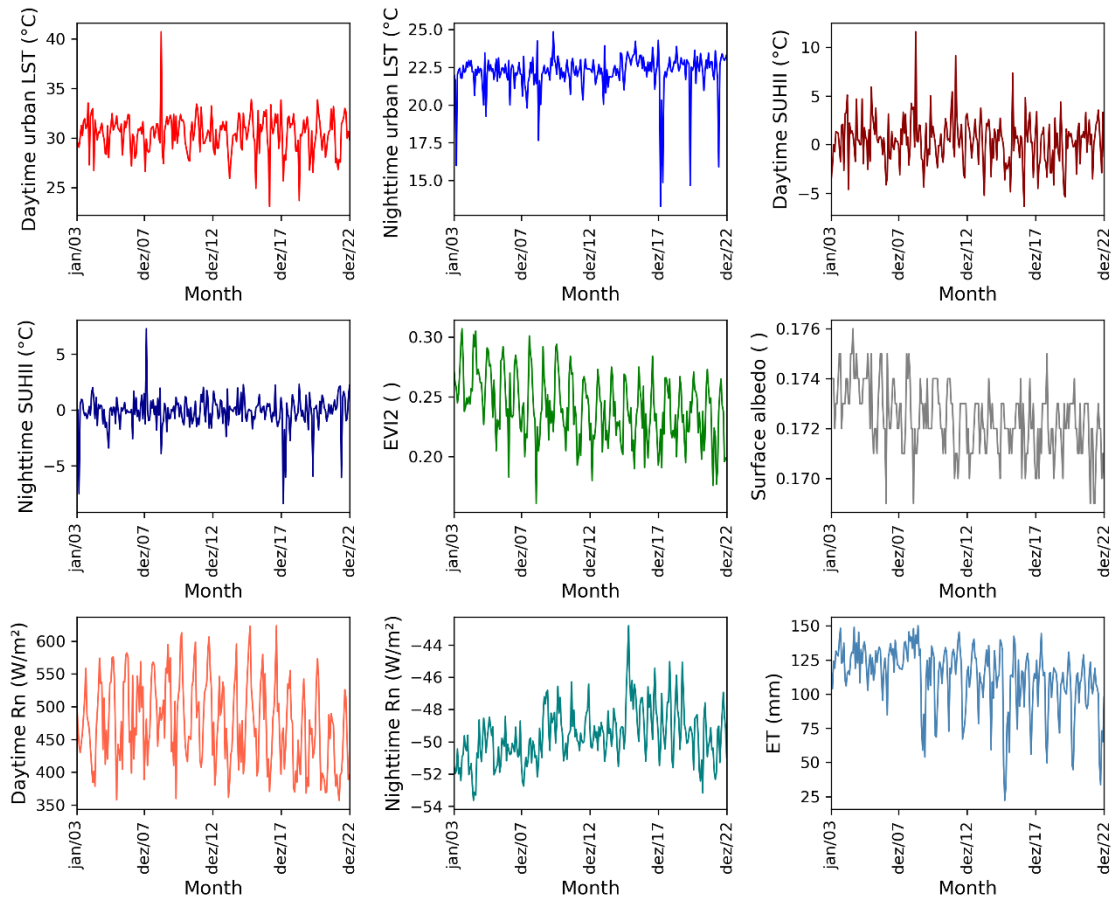 Daytime urban LST (°C
40
35
30
25
jan/03
dez/07
dez/12
dez/17
dez/22
Month
Nighttime urban LST (°C
25.0
22.5
20.0
17.5
15.0
jan/03
dez/07
dez/12
dez/17
dez/22
Month
Daytime SUHII (°C)
10
5
0
−5
jan/03
dez/07
dez/12
dez/17
dez/22
Month
Nighttime SUHII (°C)
5
0
−5
jan/03
dez/07
dez/12
dez/17
dez/22
Month
EVI2 ( )
0.30
0.25
0.20
jan/03
dez/07
dez/12
dez/17
dez/22
Month
Surface albedo ( )
0.176
0.174
0.172
0.170
jan/03
dez/07
dez/12
dez/17
dez/22
Month
Daytime Rn (W/m²)
600
550
500
450
400
350
jan/03
dez/07
dez/12
dez/17
dez/22
Month
Nighttime Rn (W/m²)
−44
−46
−48
−50
−52
−54
jan/03
dez/07
dez/12
dez/17
dez/22
Month
ET (mm)
150
125
100
75
50
25
jan/03
dez/07
dez/12
dez/17
dez/22
Month